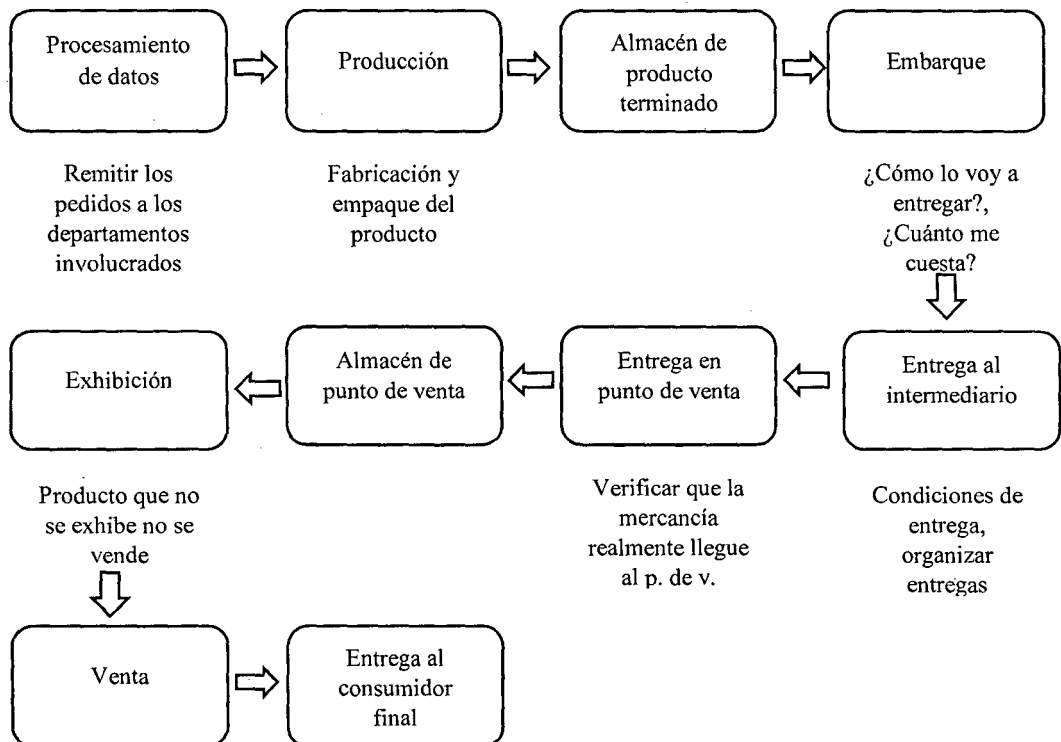 Procesamiento
de datos
Producción
Almacén de
producto
terminado
Embarque
Remitir los
pedidos a los
departamentos
involucrados
Fabricación y
empaque del
producto
¿Cómo lo voy a
entregar?,
¿Cuánto me
cuesta?
Entrega al
intermediario
Entrega en
punto de venta
Almacén de
punto de venta
Exhibición
Condiciones de
entrega,
organizar
entregas
Verificar que la
mercancía
realmente llegue
al p. de v.
Producto que no
se exhibe no se
vende
Venta
Entrega al
consumidor
final